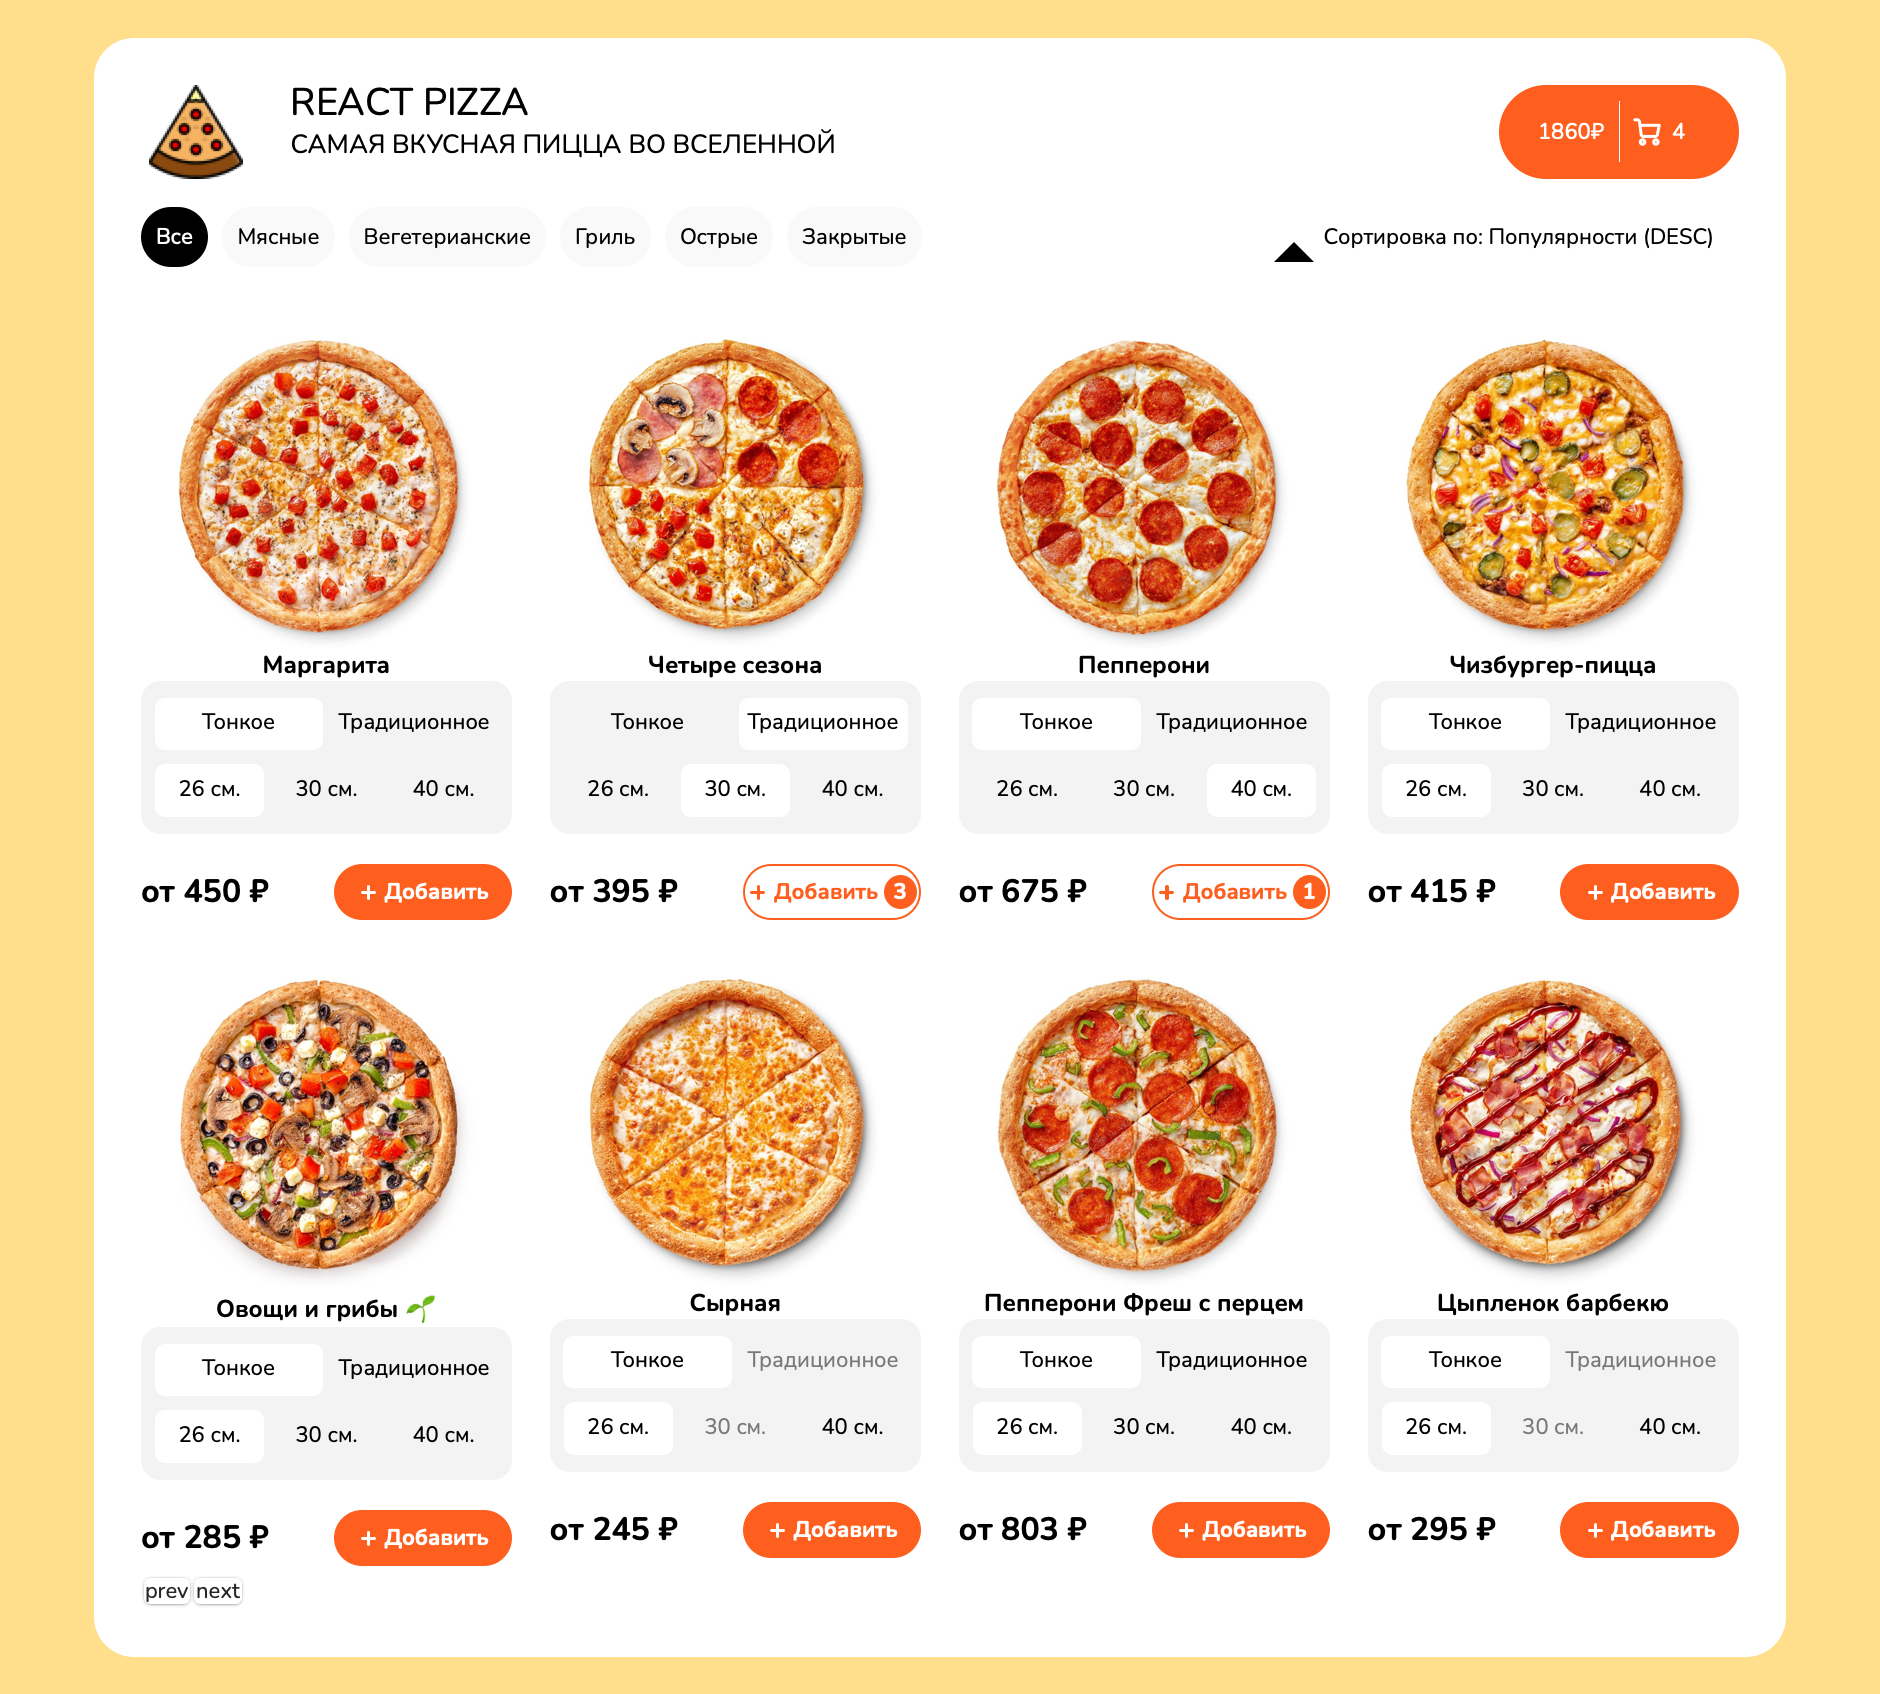 REACT PIZZA
САМАЯ ВКУСНАЯ ПИЦЦА ВО ВСЕЛЕННОЙ
1860₽ 4
Все Мясные Вегетерианские Гриль Острые Закрытые Сортировка по: Популярности (DESC)
Маргарита Четыре сезона Пепперони Чизбургер-пицца
Тонкое Традиционное Тонкое Традиционное Тонкое Традиционное Тонкое Традиционное
26 см. 30 см. 40 см. 26 см. 30 см. 40 см. 26 см. 30 см. 40 см. 26 см. 30 см. 40 см.
от 450 ₽ + Добавить от 395 ₽ + Добавить 3 от 675 ₽ + Добавить 1 от 415 ₽ + Добавить
Овощи и грибы 🌱 Сырная Пепперони Фреш с перцем Цыпленок барбекю
Тонкое Традиционное Тонкое Традиционное Тонкое Традиционное Тонкое Традиционное
26 см. 30 см. 40 см. 26 см. 30 см. 40 см. 26 см. 30 см. 40 см. 26 см. 30 см. 40 см.
от 285 ₽ + Добавить от 245 ₽ + Добавить от 803 ₽ + Добавить от 295 ₽ + Добавить
prev next